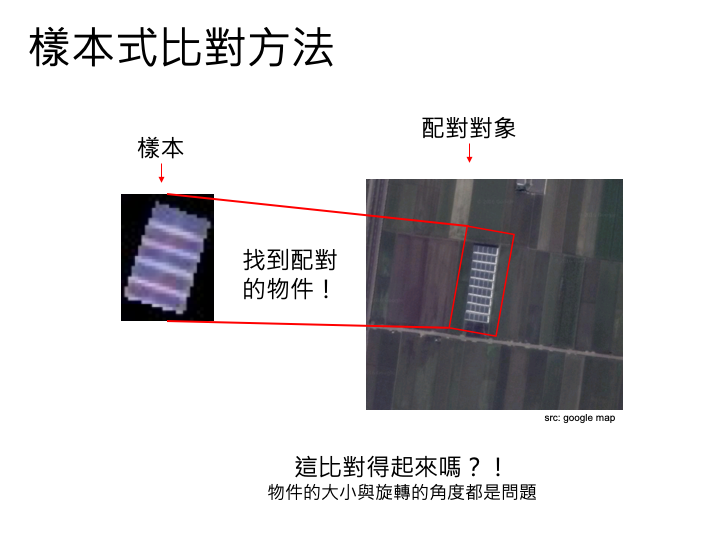 樣本式比對方法
配對對象
樣本
找到配對
的物件！
src: google map
這比對得起來嗎？！
物件的大小與旋轉的角度都是問題